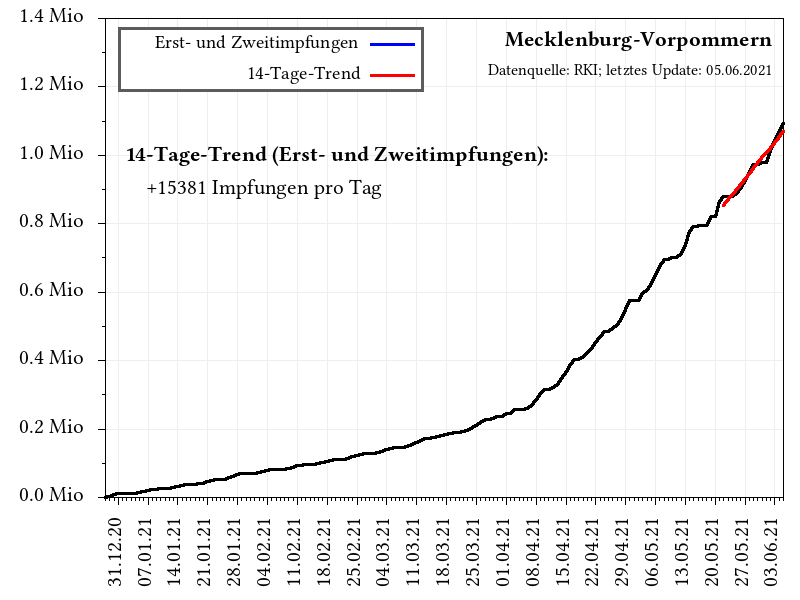 1.4 Mio
1.2 Mio
1.0 Mio
0.8 Mio
0.6 Mio
0.4 Mio
0.2 Mio
0.0 Mio
Erst- und Zweitimpfungen
14-Tage-Trend
Mecklenburg-Vorpommern
Datenquelle: RKI; letztes Update: 05.06.2021
14-Tage-Trend (Erst- und Zweitimpfungen):
+15381 Impfungen pro Tag
31.12.20
07.01.21
14.01.21
21.01.21
28.01.21
04.02.21
11.02.21
18.02.21
25.02.21
04.03.21
11.03.21
18.03.21
25.03.21
01.04.21
08.04.21
15.04.21
22.04.21
29.04.21
06.05.21
13.05.21
20.05.21
27.05.21
03.06.21